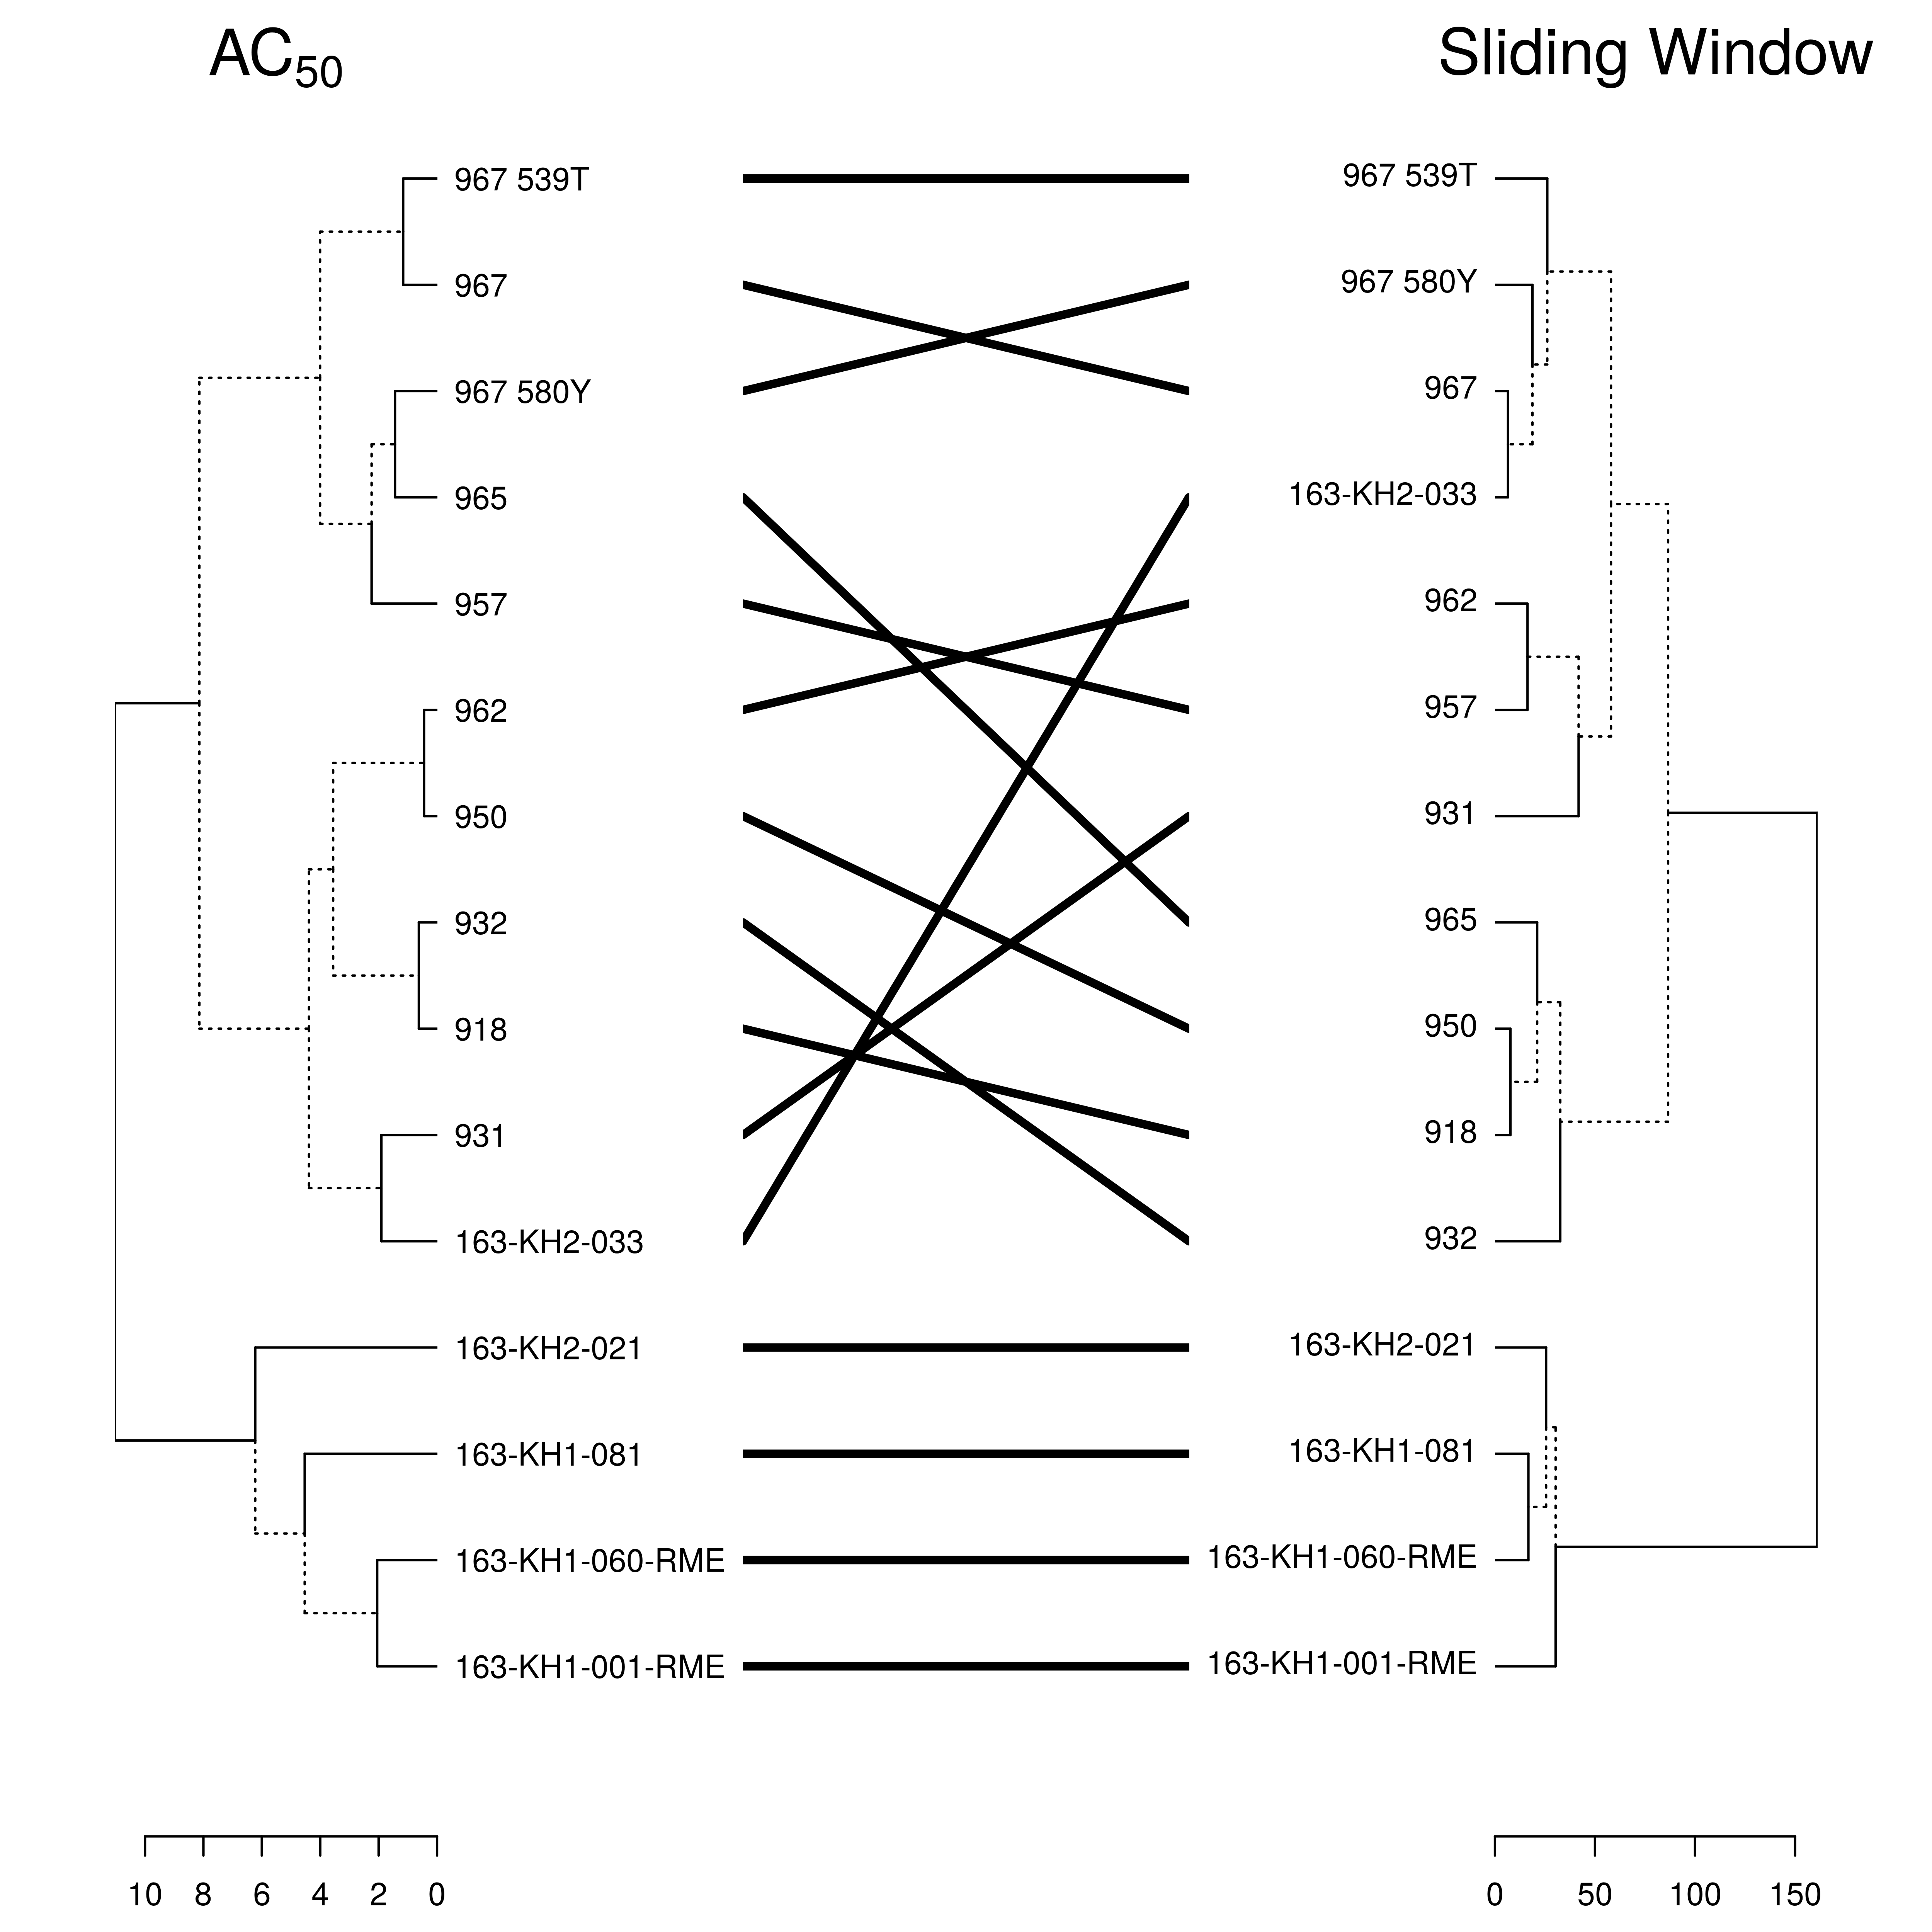 AC50 Sliding Window
967 539T 967 539T
967 967 580Y
967 580Y 967
965 163-KH2-033
957 962
962 957
950 931
932 965
918 950
931 918
163-KH2-033 932
163-KH2-021 163-KH2-021
163-KH1-081 163-KH1-081
163-KH1-060-RME 163-KH1-060-RME
163-KH1-001-RME 163-KH1-001-RME
10 8 6 4 2 0 0 50 100 150